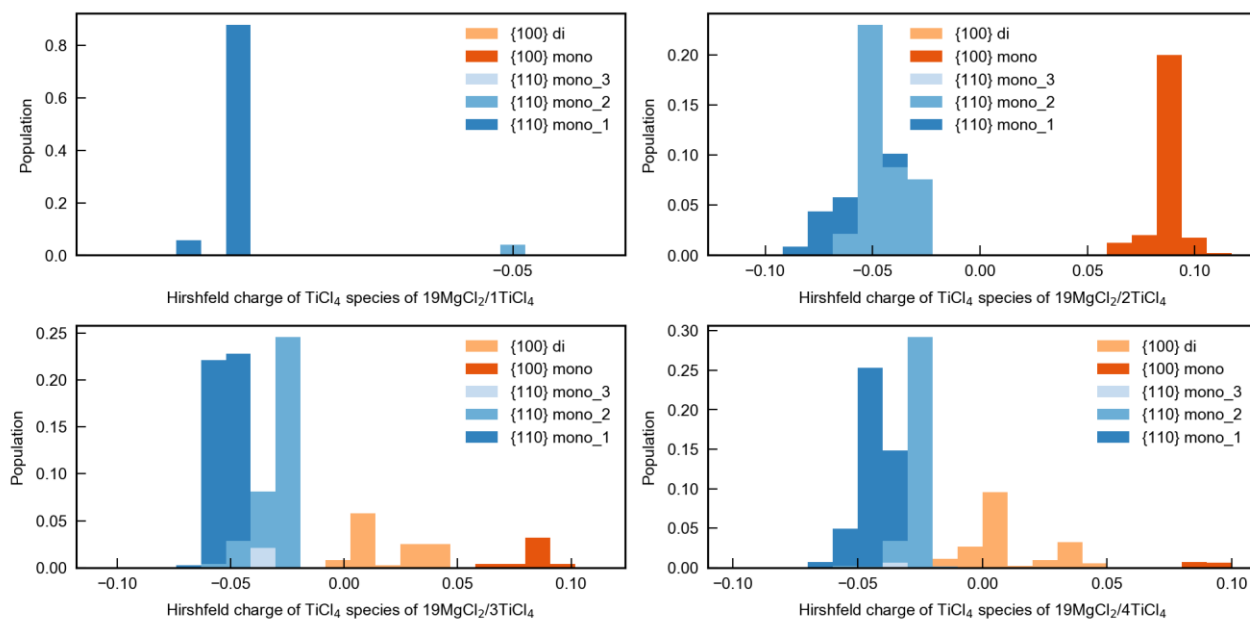 0.8
0.6
0.4
0.2
0.0
Population
{100} di
{100} mono
{110} mono_3
{110} mono_2
{110} mono_1
−0.05
Hirshfeld charge of TiCl₄ species of 19MgCl₂/1TiCl₄
0.20
0.15
0.10
0.05
0.00
Population
{100} di
{100} mono
{110} mono_3
{110} mono_2
{110} mono_1
−0.10 −0.05 0.00 0.05 0.10
Hirshfeld charge of TiCl₄ species of 19MgCl₂/2TiCl₄
0.25
0.20
0.15
0.10
0.05
0.00
Population
{100} di
{100} mono
{110} mono_3
{110} mono_2
{110} mono_1
−0.10 −0.05 0.00 0.05 0.10
Hirshfeld charge of TiCl₄ species of 19MgCl₂/3TiCl₄
0.30
0.25
0.20
0.15
0.10
0.05
0.00
Population
{100} di
{100} mono
{110} mono_3
{110} mono_2
{110} mono_1
−0.10 −0.05 0.00 0.05 0.10
Hirshfeld charge of TiCl₄ species of 19MgCl₂/4TiCl₄